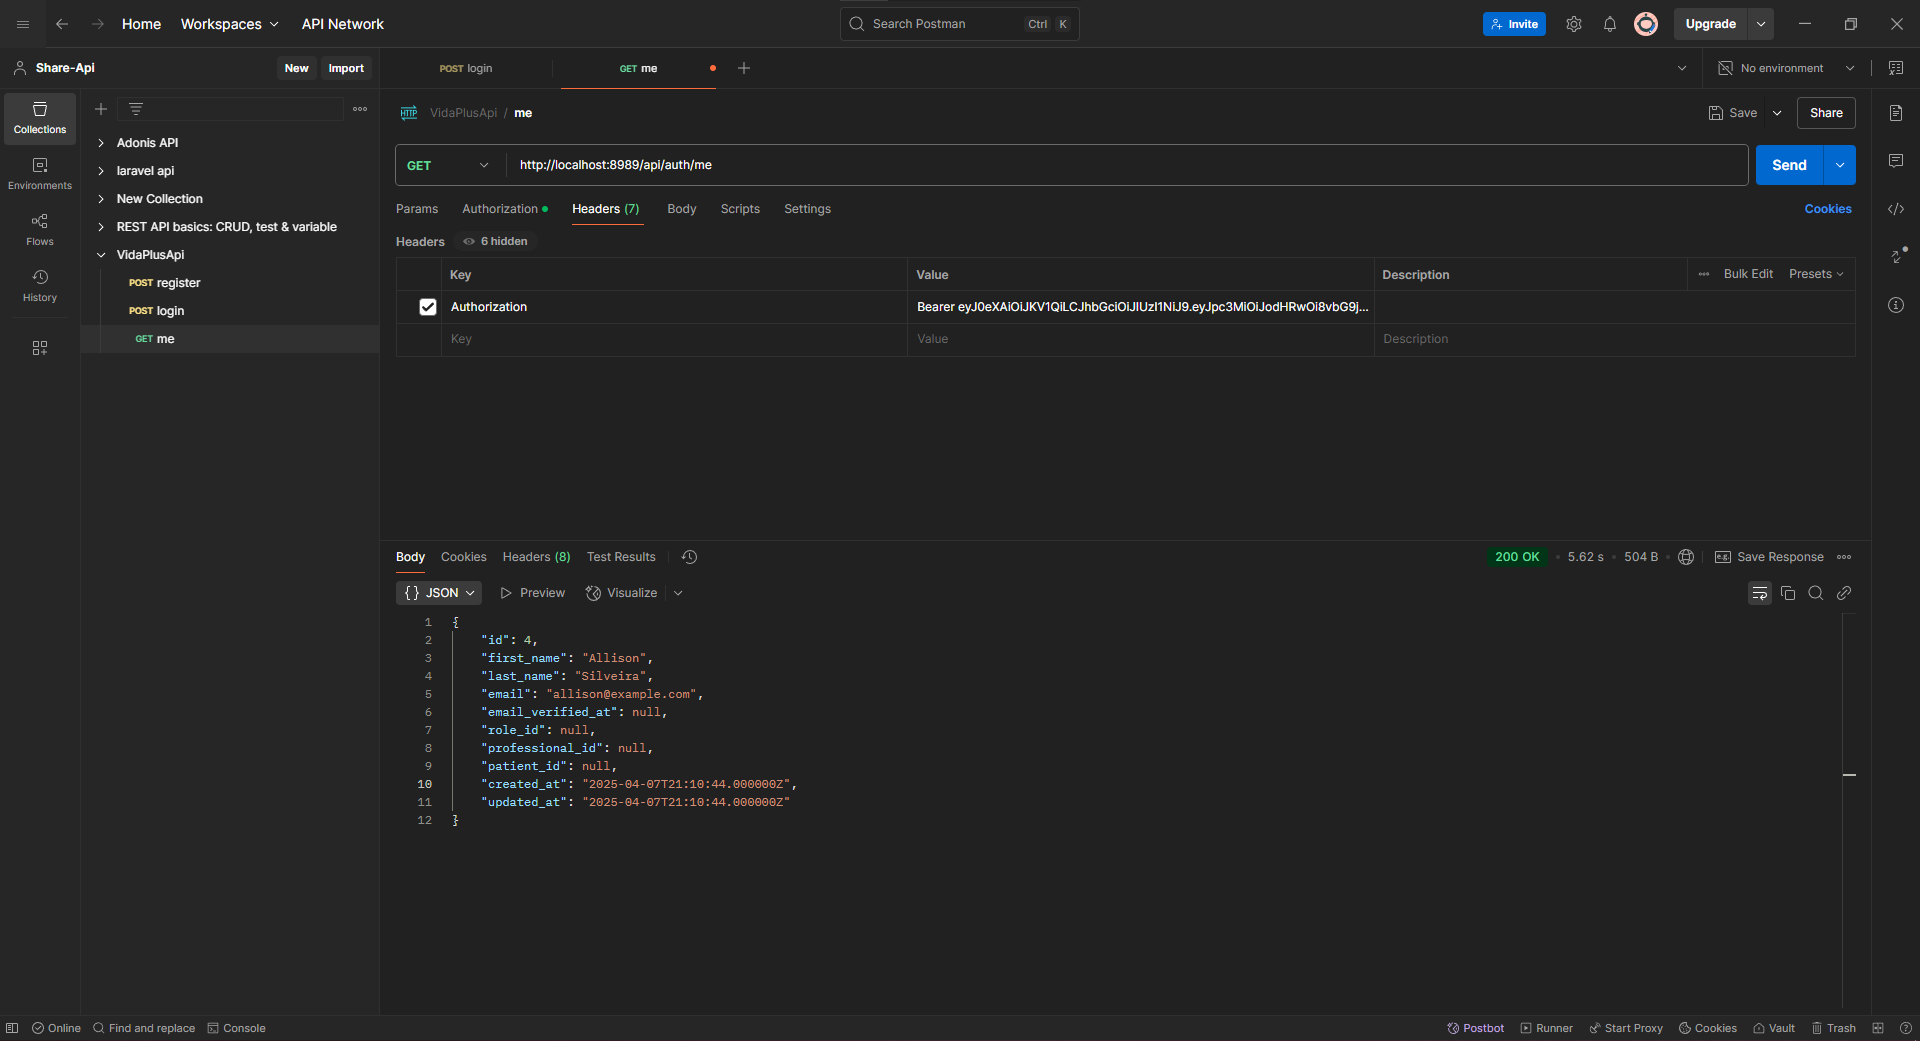 Home Workspaces API Network
Search Postman Ctrl K
Invite
Upgrade
Share-Api New Import
POST login
GET me
No environment
Collections
Environments
Flows
History
Adonis API
laravel api
New Collection
REST API basics: CRUD, test & variable
VidaPlusApi
POST register
POST login
GET me
HTTP VidaPlusApi / me
Save Share
GET http://localhost:8989/api/auth/me Send
Params Authorization Headers (7) Body Scripts Settings Cookies
Headers 6 hidden
Key Value Description Bulk Edit Presets
Authorization Bearer eyJ0eXAiOiJKV1QiLCJhbGciOiJIUzI1NiJ9.eyJpc3MiOiJodHRwOi8vbG9j...
Key Value Description
Body Cookies Headers (8) Test Results 200 OK • 5.62 s • 504 B • e.g. Save Response
{} JSON Preview Visualize
1 {
2 "id": 4,
3 "first_name": "Allison",
4 "last_name": "Silveira",
5 "email": "allison@example.com",
6 "email_verified_at": null,
7 "role_id": null,
8 "professional_id": null,
9 "patient_id": null,
10 "created_at": "2025-04-07T21:10:44.000000Z",
11 "updated_at": "2025-04-07T21:10:44.000000Z"
12 }
Online Find and replace Console Postbot Runner Start Proxy Cookies Vault Trash